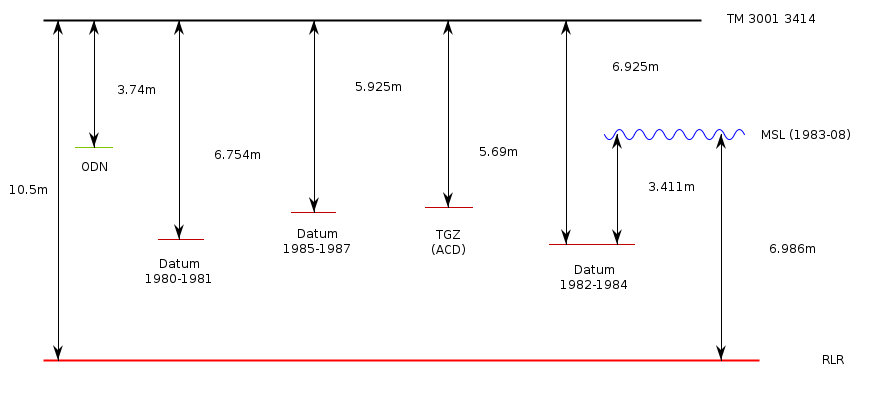 TM 3001 3414
6.925m
3.74m
5.925m
MSL (1983-08)
6.754m
5.69m
ODN
10.5m
3.411m
Datum
1985-1987
TGZ
(ACD)
6.986m
Datum
1980-1981
Datum
1982-1984
RLR